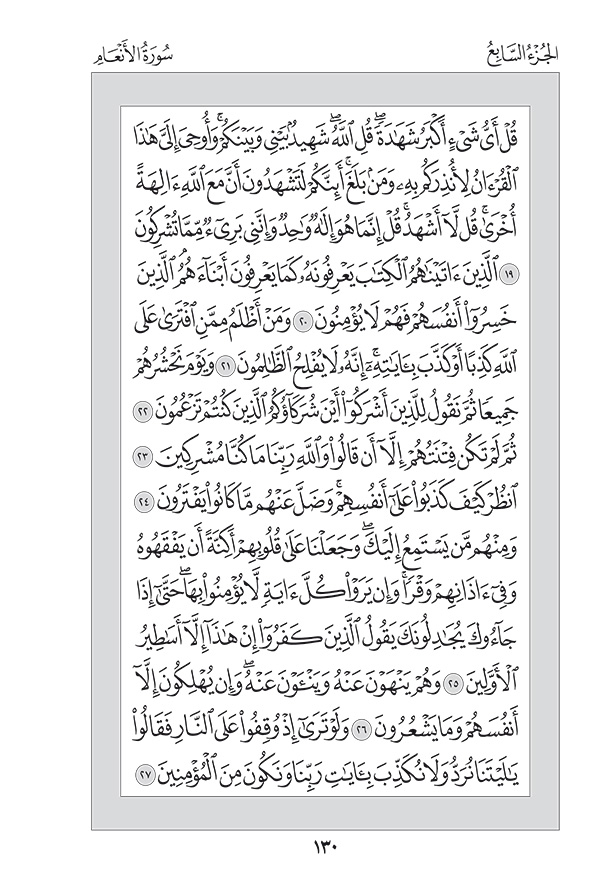 الجُزْءُ السَّابِعُ
سُورَةُ الأَنْعَامِ
قُلْ أَىُّ شَىْءٍ أَكْبَرُ شَهَـٰدَةًۖ قُلِ ٱللَّهُۖ شَهِيدُۢ بَيْنِى وَبَيْنَكُمْۚ وَأُوحِىَ إِلَىَّ هَـٰذَا
ٱلْقُرْءَانُ لِأُنذِرَكُم بِهِۦ وَمَنۢ بَلَغَۚ أَئِنَّكُمْ لَتَشْهَدُونَ أَنَّ مَعَ ٱللَّهِ ءَالِهَةً
أُخْرَىٰۚ قُل لَّآ أَشْهَدُۚ قُلْ إِنَّمَا هُوَ إِلَـٰهٌ وَٰحِدٌ وَإِنَّنِى بَرِىٓءٌ مِّمَّا تُشْرِكُونَ
١٩ ٱلَّذِينَ ءَاتَيْنَـٰهُمُ ٱلْكِتَـٰبَ يَعْرِفُونَهُۥ كَمَا يَعْرِفُونَ أَبْنَآءَهُمُۘ ٱلَّذِينَ
خَسِرُوٓا۟ أَنفُسَهُمْ فَهُمْ لَا يُؤْمِنُونَ ٢٠ وَمَنْ أَظْلَمُ مِمَّنِ ٱفْتَرَىٰ عَلَى
ٱللَّهِ كَذِبًا أَوْ كَذَّبَ بِـَٔايَـٰتِهِۦٓۚ إِنَّهُۥ لَا يُفْلِحُ ٱلظَّـٰلِمُونَ ٢١ وَيَوْمَ نَحْشُرُهُمْ
جَمِيعًا ثُمَّ نَقُولُ لِلَّذِينَ أَشْرَكُوٓا۟ أَيْنَ شُرَكَآؤُكُمُ ٱلَّذِينَ كُنتُمْ تَزْعُمُونَ ٢٢
ثُمَّ لَمْ تَكُن فِتْنَتُهُمْ إِلَّآ أَن قَالُوا۟ وَٱللَّهِ رَبِّنَا مَا كُنَّا مُشْرِكِينَ ٢٣
ٱنظُرْ كَيْفَ كَذَبُوا۟ عَلَىٰٓ أَنفُسِهِمْۚ وَضَلَّ عَنْهُم مَّا كَانُوا۟ يَفْتَرُونَ ٢٤
وَمِنْهُم مَّن يَسْتَمِعُ إِلَيْكَۖ وَجَعَلْنَا عَلَىٰ قُلُوبِهِمْ أَكِنَّةً أَن يَفْقَهُوهُ
وَفِىٓ ءَاذَانِهِمْ وَقْرًاۚ وَإِن يَرَوْا۟ كُلَّ ءَايَةٍ لَّا يُؤْمِنُوا۟ بِهَاۖ حَتَّىٰٓ إِذَا
جَآءُوكَ يُجَـٰدِلُونَكَ يَقُولُ ٱلَّذِينَ كَفَرُوٓا۟ إِنْ هَـٰذَآ إِلَّآ أَسَـٰطِيرُ
ٱلْأَوَّلِينَ ٢٥ وَهُمْ يَنْهَوْنَ عَنْهُ وَيَنْـَٔوْنَ عَنْهُۖ وَإِن يُهْلِكُونَ إِلَّآ
أَنفُسَهُمْ وَمَا يَشْعُرُونَ ٢٦ وَلَوْ تَرَىٰٓ إِذْ وُقِفُوا۟ عَلَى ٱلنَّارِ فَقَالُوا۟
يَـٰلَيْتَنَا نُرَدُّ وَلَا نُكَذِّبَ بِـَٔايَـٰتِ رَبِّنَا وَنَكُونَ مِنَ ٱلْمُؤْمِنِينَ ٢٧
١٣٠